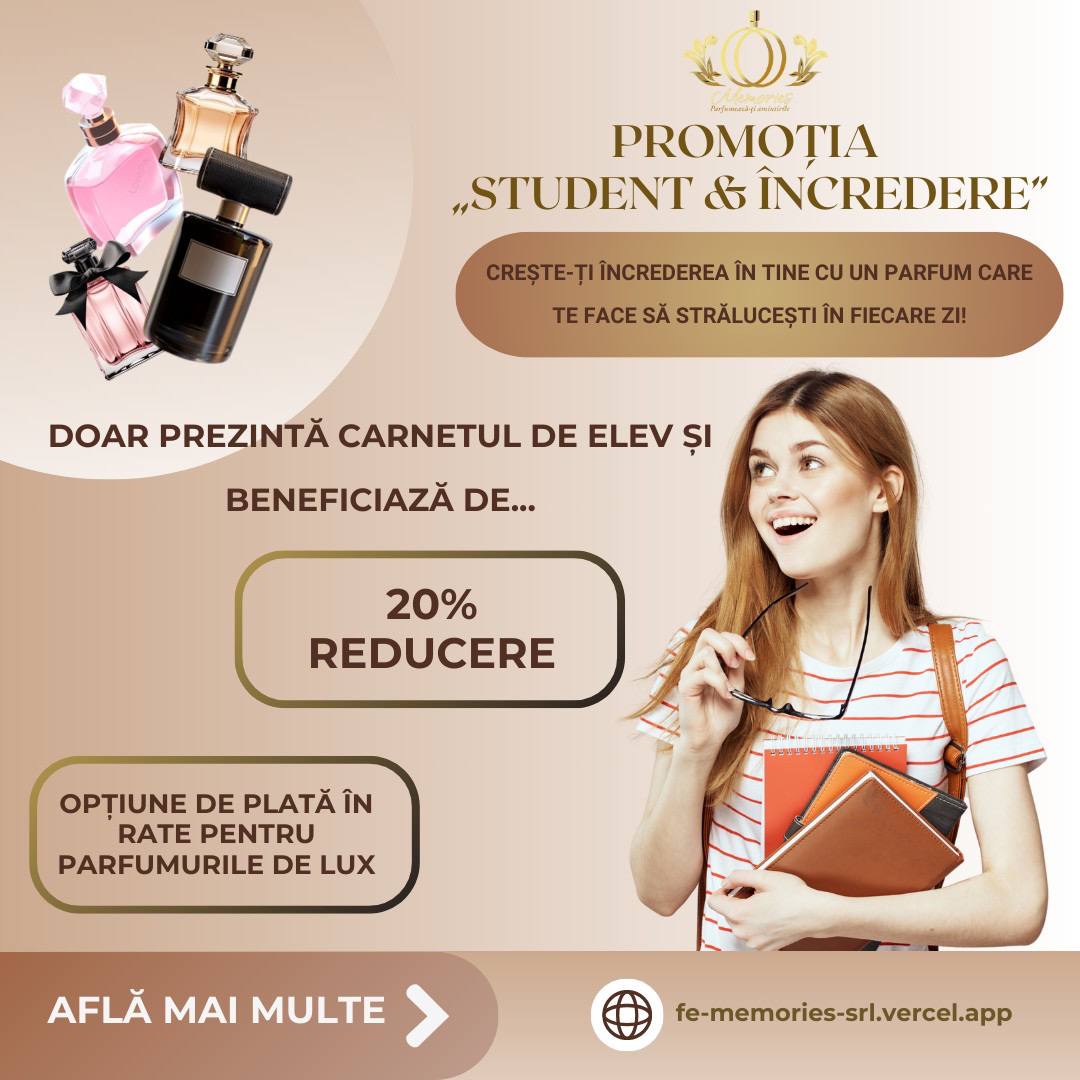 Memories
Parfumează-ți amintirile
PROMOȚIA
„STUDENT & ÎNCREDERE”
CREȘTE-ȚI ÎNCREDEREA ÎN TINE CU UN PARFUM CARE
TE FACE SĂ STRĂLUCEȘTI ÎN FIECARE ZI!
DOAR PREZINTĂ CARNETUL DE ELEV ȘI
BENEFICIAZĂ DE...
20%
REDUCERE
OPȚIUNE DE PLATĂ ÎN
RATE PENTRU
PARFUMURILE DE LUX
AFLĂ MAI MULTE
fe-memories-srl.vercel.app